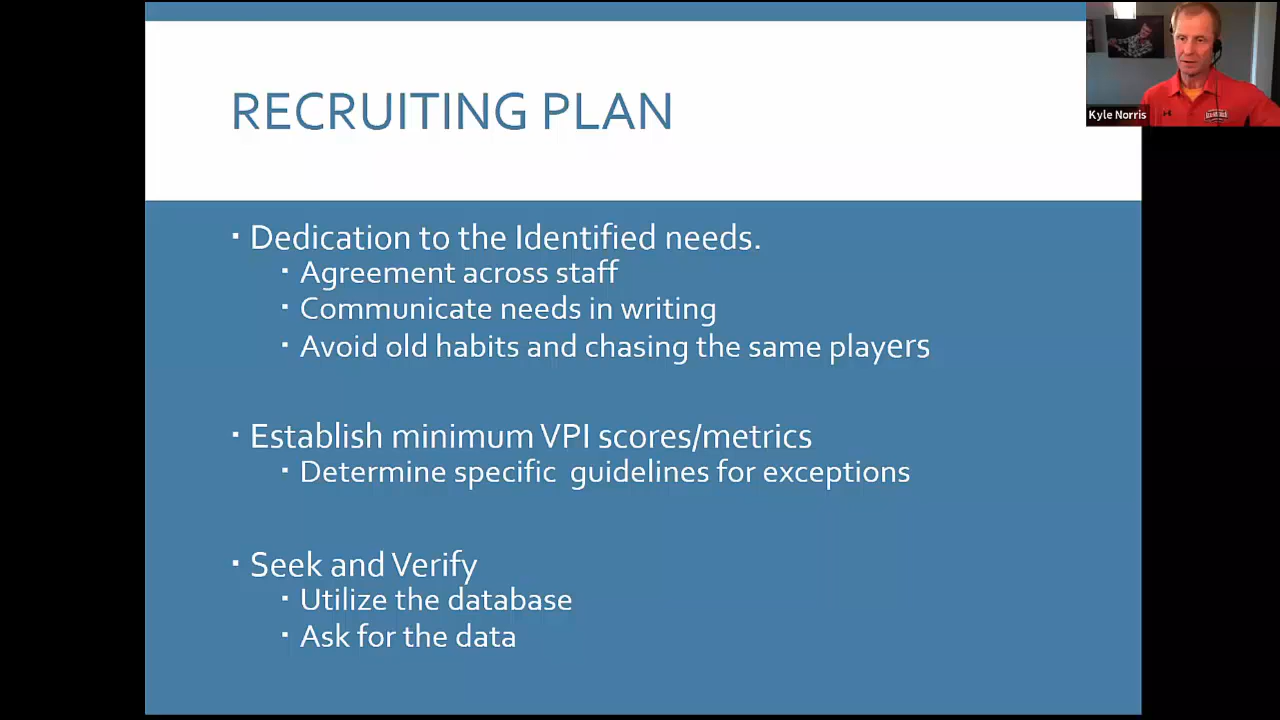 RECRUITING PLAN
Kyle Norris
▪ Dedication to the Identified needs.
▪ Agreement across staff
▪ Communicate needs in writing
▪ Avoid old habits and chasing the same players
▪ Establish minimum VPI scores/metrics
▪ Determine specific  guidelines for exceptions
▪ Seek and Verify
▪ Utilize the database
▪ Ask for the data